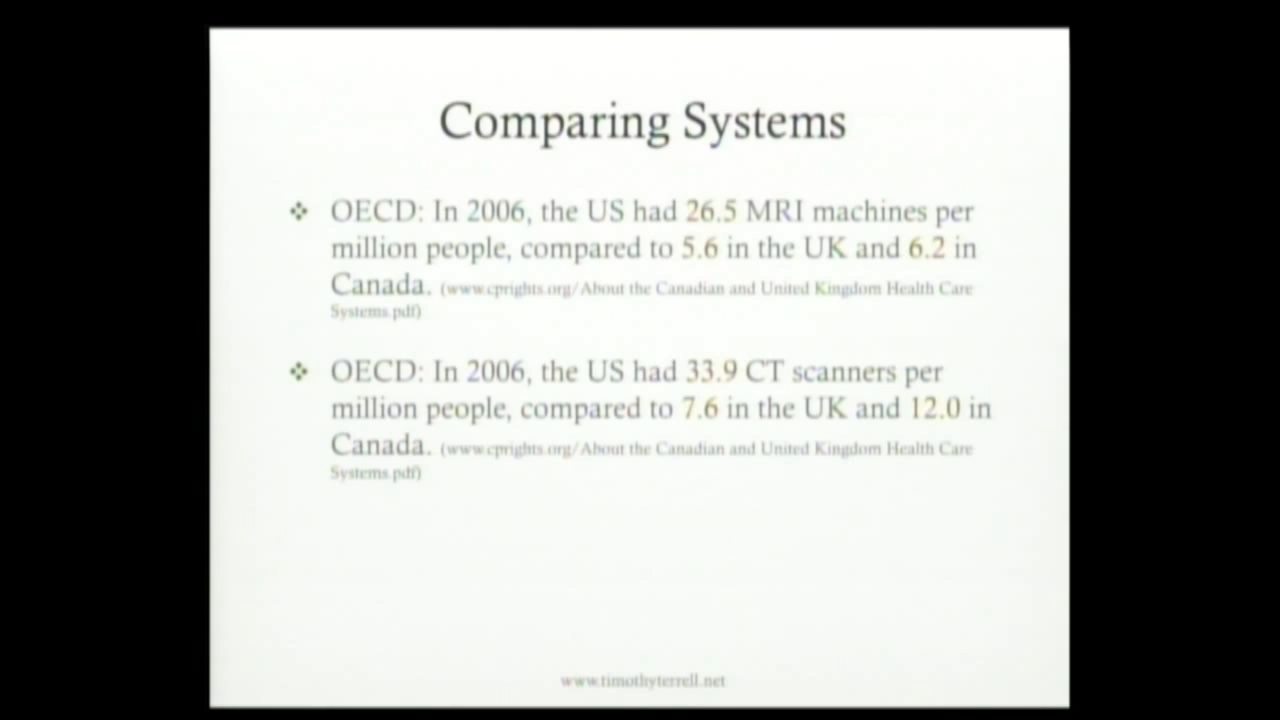 Comparing Systems
❖ OECD: In 2006, the US had 26.5 MRI machines per
million people, compared to 5.6 in the UK and 6.2 in
Canada. (www.cprights.org/About the Canadian and United Kingdom Health Care
Systems.pdf)
❖ OECD: In 2006, the US had 33.9 CT scanners per
million people, compared to 7.6 in the UK and 12.0 in
Canada. (www.cprights.org/About the Canadian and United Kingdom Health Care
Systems.pdf)
www.timothyterrell.net